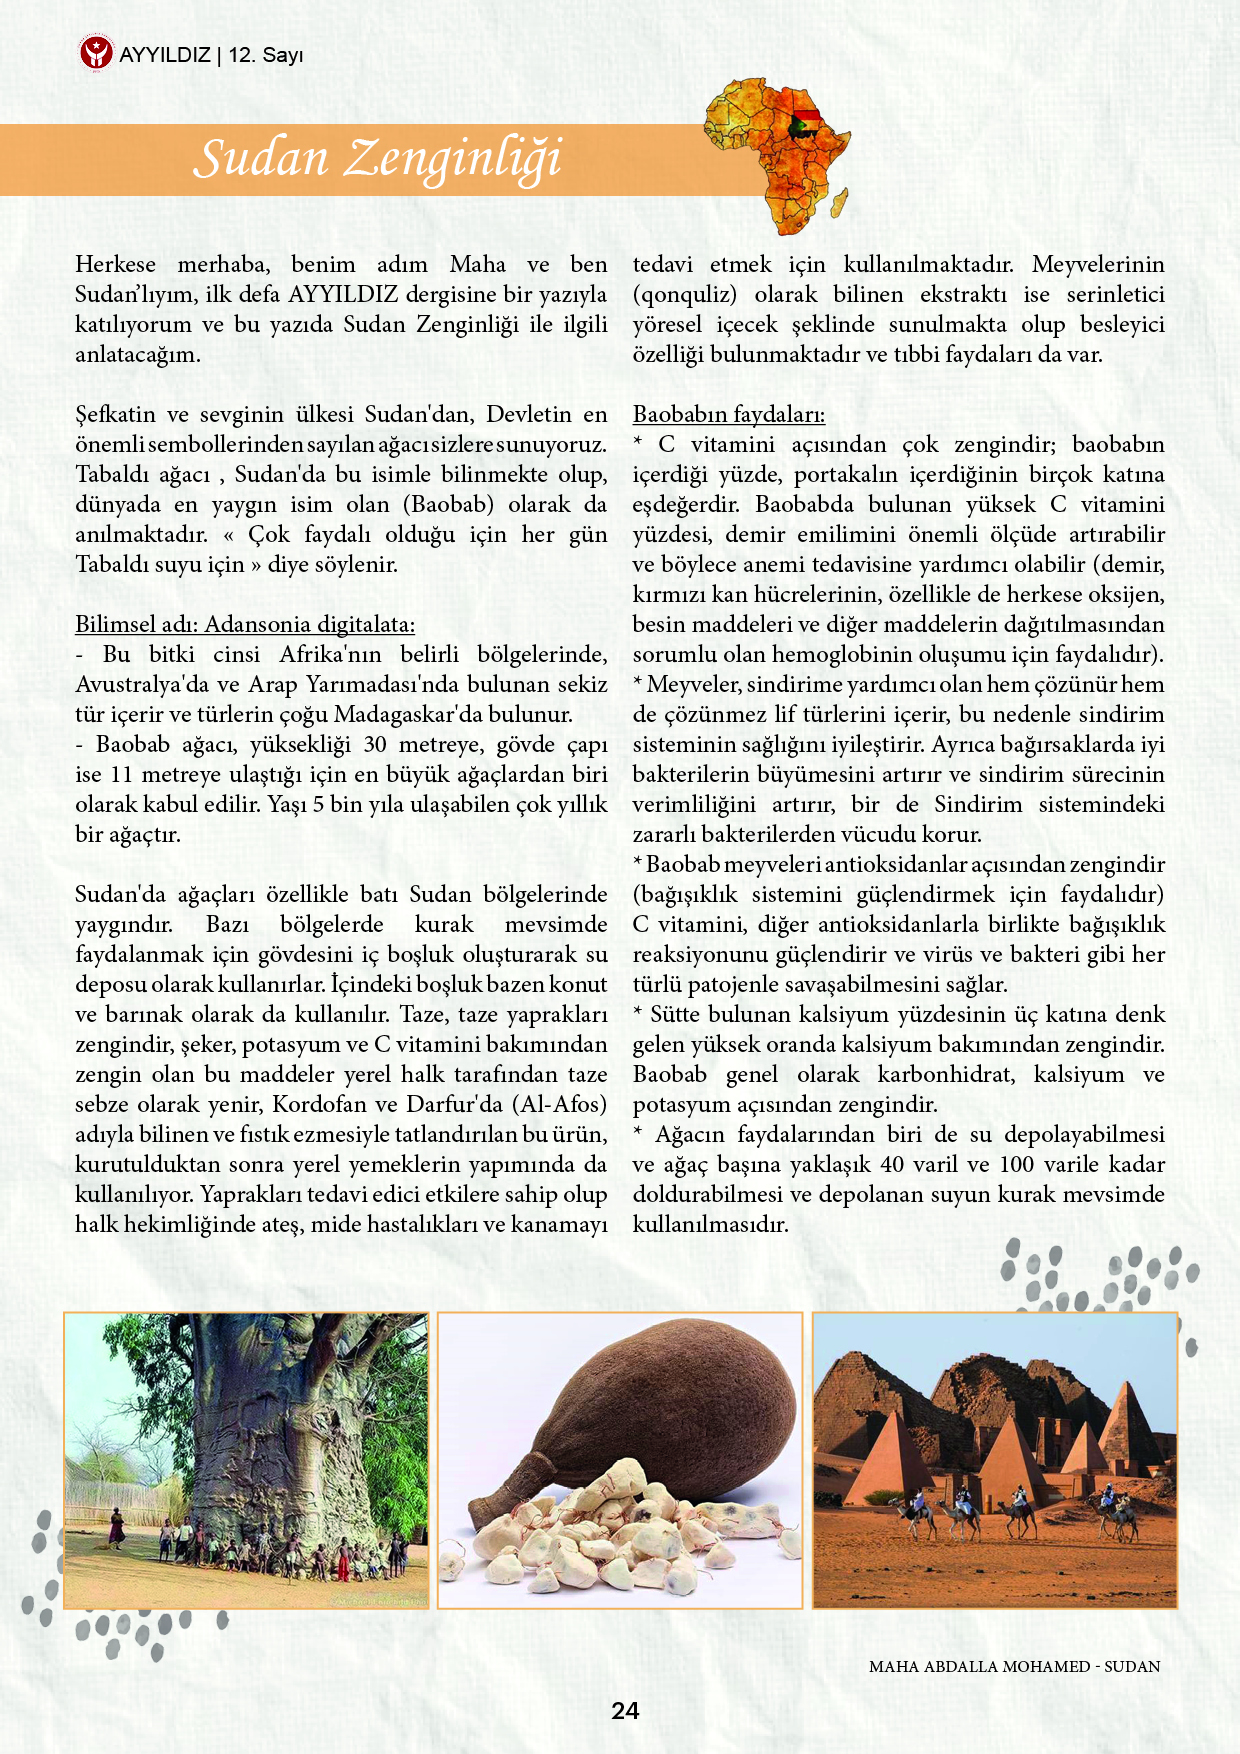 AYYILDIZ | 12. Sayı
Sudan Zenginliği
Herkese merhaba, benim adım Maha ve ben
Sudan’lıyım, ilk defa AYYILDIZ dergisine bir yazıyla
katılıyorum ve bu yazıda Sudan Zenginliği ile ilgili
anlatacağım.
Şefkatin ve sevginin ülkesi Sudan'dan, Devletin en
önemli sembollerinden sayılan ağacı sizlere sunuyoruz.
Tabaldı ağacı , Sudan'da bu isimle bilinmekte olup,
dünyada en yaygın isim olan (Baobab) olarak da
anılmaktadır. « Çok faydalı olduğu için her gün
Tabaldı suyu için » diye söylenir.
Bilimsel adı: Adansonia digitalata:
- Bu bitki cinsi Afrika'nın belirli bölgelerinde,
Avustralya'da ve Arap Yarımadası'nda bulunan sekiz
tür içerir ve türlerin çoğu Madagaskar'da bulunur.
- Baobab ağacı, yüksekliği 30 metreye, gövde çapı
ise 11 metreye ulaştığı için en büyük ağaçlardan biri
olarak kabul edilir. Yaşı 5 bin yıla ulaşabilen çok yıllık
bir ağaçtır.
Sudan'da ağaçları özellikle batı Sudan bölgelerinde
yaygındır. Bazı bölgelerde kurak mevsimde
faydalanmak için gövdesini iç boşluk oluşturarak su
deposu olarak kullanırlar. İçindeki boşluk bazen konut
ve barınak olarak da kullanılır. Taze, taze yaprakları
zengindir, şeker, potasyum ve C vitamini bakımından
zengin olan bu maddeler yerel halk tarafından taze
sebze olarak yenir, Kordofan ve Darfur'da (Al-Afos)
adıyla bilinen ve fıstık ezmesiyle tatlandırılan bu ürün,
kurutulduktan sonra yerel yemeklerin yapımında da
kullanılıyor. Yaprakları tedavi edici etkilere sahip olup
halk hekimliğinde ateş, mide hastalıkları ve kanamayı
tedavi etmek için kullanılmaktadır. Meyvelerinin
(qonquliz) olarak bilinen ekstraktı ise serinletici
yöresel içecek şeklinde sunulmakta olup besleyici
özelliği bulunmaktadır ve tıbbi faydaları da var.
Baobabın faydaları:
* C vitamini açısından çok zengindir; baobabın
içerdiği yüzde, portakalın içerdiğinin birçok katına
eşdeğerdir. Baobabda bulunan yüksek C vitamini
yüzdesi, demir emilimini önemli ölçüde artırabilir
ve böylece anemi tedavisine yardımcı olabilir (demir,
kırmızı kan hücrelerinin, özellikle de herkese oksijen,
besin maddeleri ve diğer maddelerin dağıtılmasından
sorumlu olan hemoglobinin oluşumu için faydalıdır).
* Meyveler, sindirime yardımcı olan hem çözünür hem
de çözünmez lif türlerini içerir, bu nedenle sindirim
sisteminin sağlığını iyileştirir. Ayrıca bağırsaklarda iyi
bakterilerin büyümesini artırır ve sindirim sürecinin
verimliliğini artırır, bir de Sindirim sistemindeki
zararlı bakterilerden vücudu korur.
* Baobab meyveleri antioksidanlar açısından zengindir
(bağışıklık sistemini güçlendirmek için faydalıdır)
C vitamini, diğer antioksidanlarla birlikte bağışıklık
reaksiyonunu güçlendirir ve virüs ve bakteri gibi her
türlü patojenle savaşabilmesini sağlar.
* Sütte bulunan kalsiyum yüzdesinin üç katına denk
gelen yüksek oranda kalsiyum bakımından zengindir.
Baobab genel olarak karbonhidrat, kalsiyum ve
potasyum açısından zengindir.
* Ağacın faydalarından biri de su depolayabilmesi
ve ağaç başına yaklaşık 40 varil ve 100 varile kadar
doldurabilmesi ve depolanan suyun kurak mevsimde
kullanılmasıdır.
MAHA ABDALLA MOHAMED - SUDAN
24